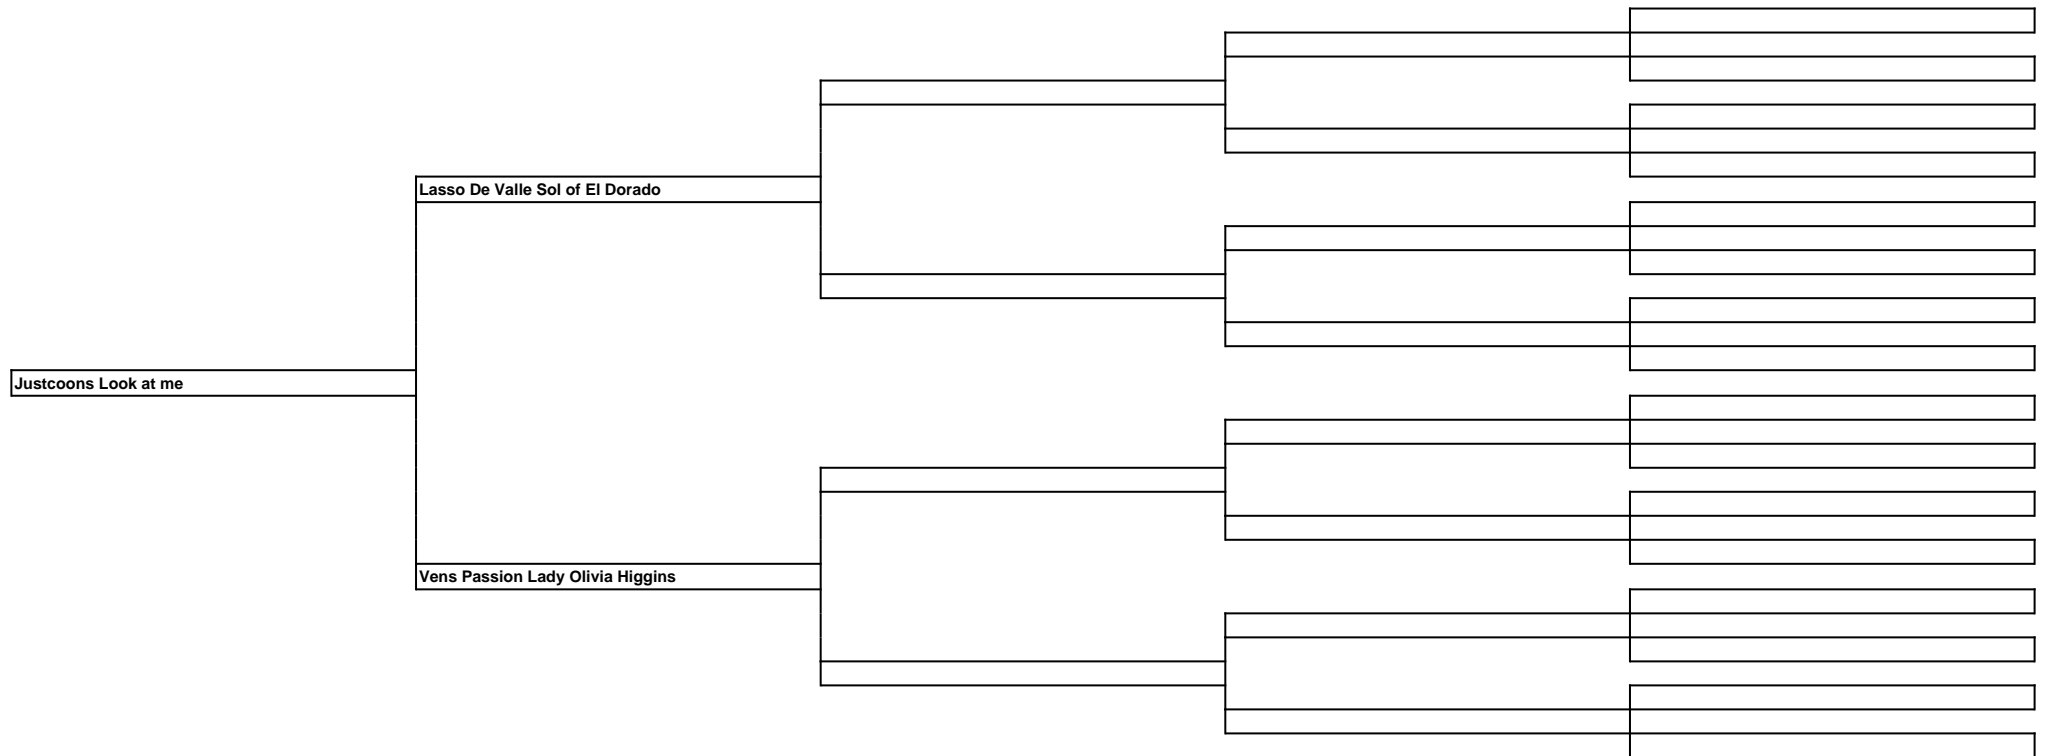 Lasso De Valle Sol of El Dorado
Justcoons Look at me
Vens Passion Lady Olivia Higgins